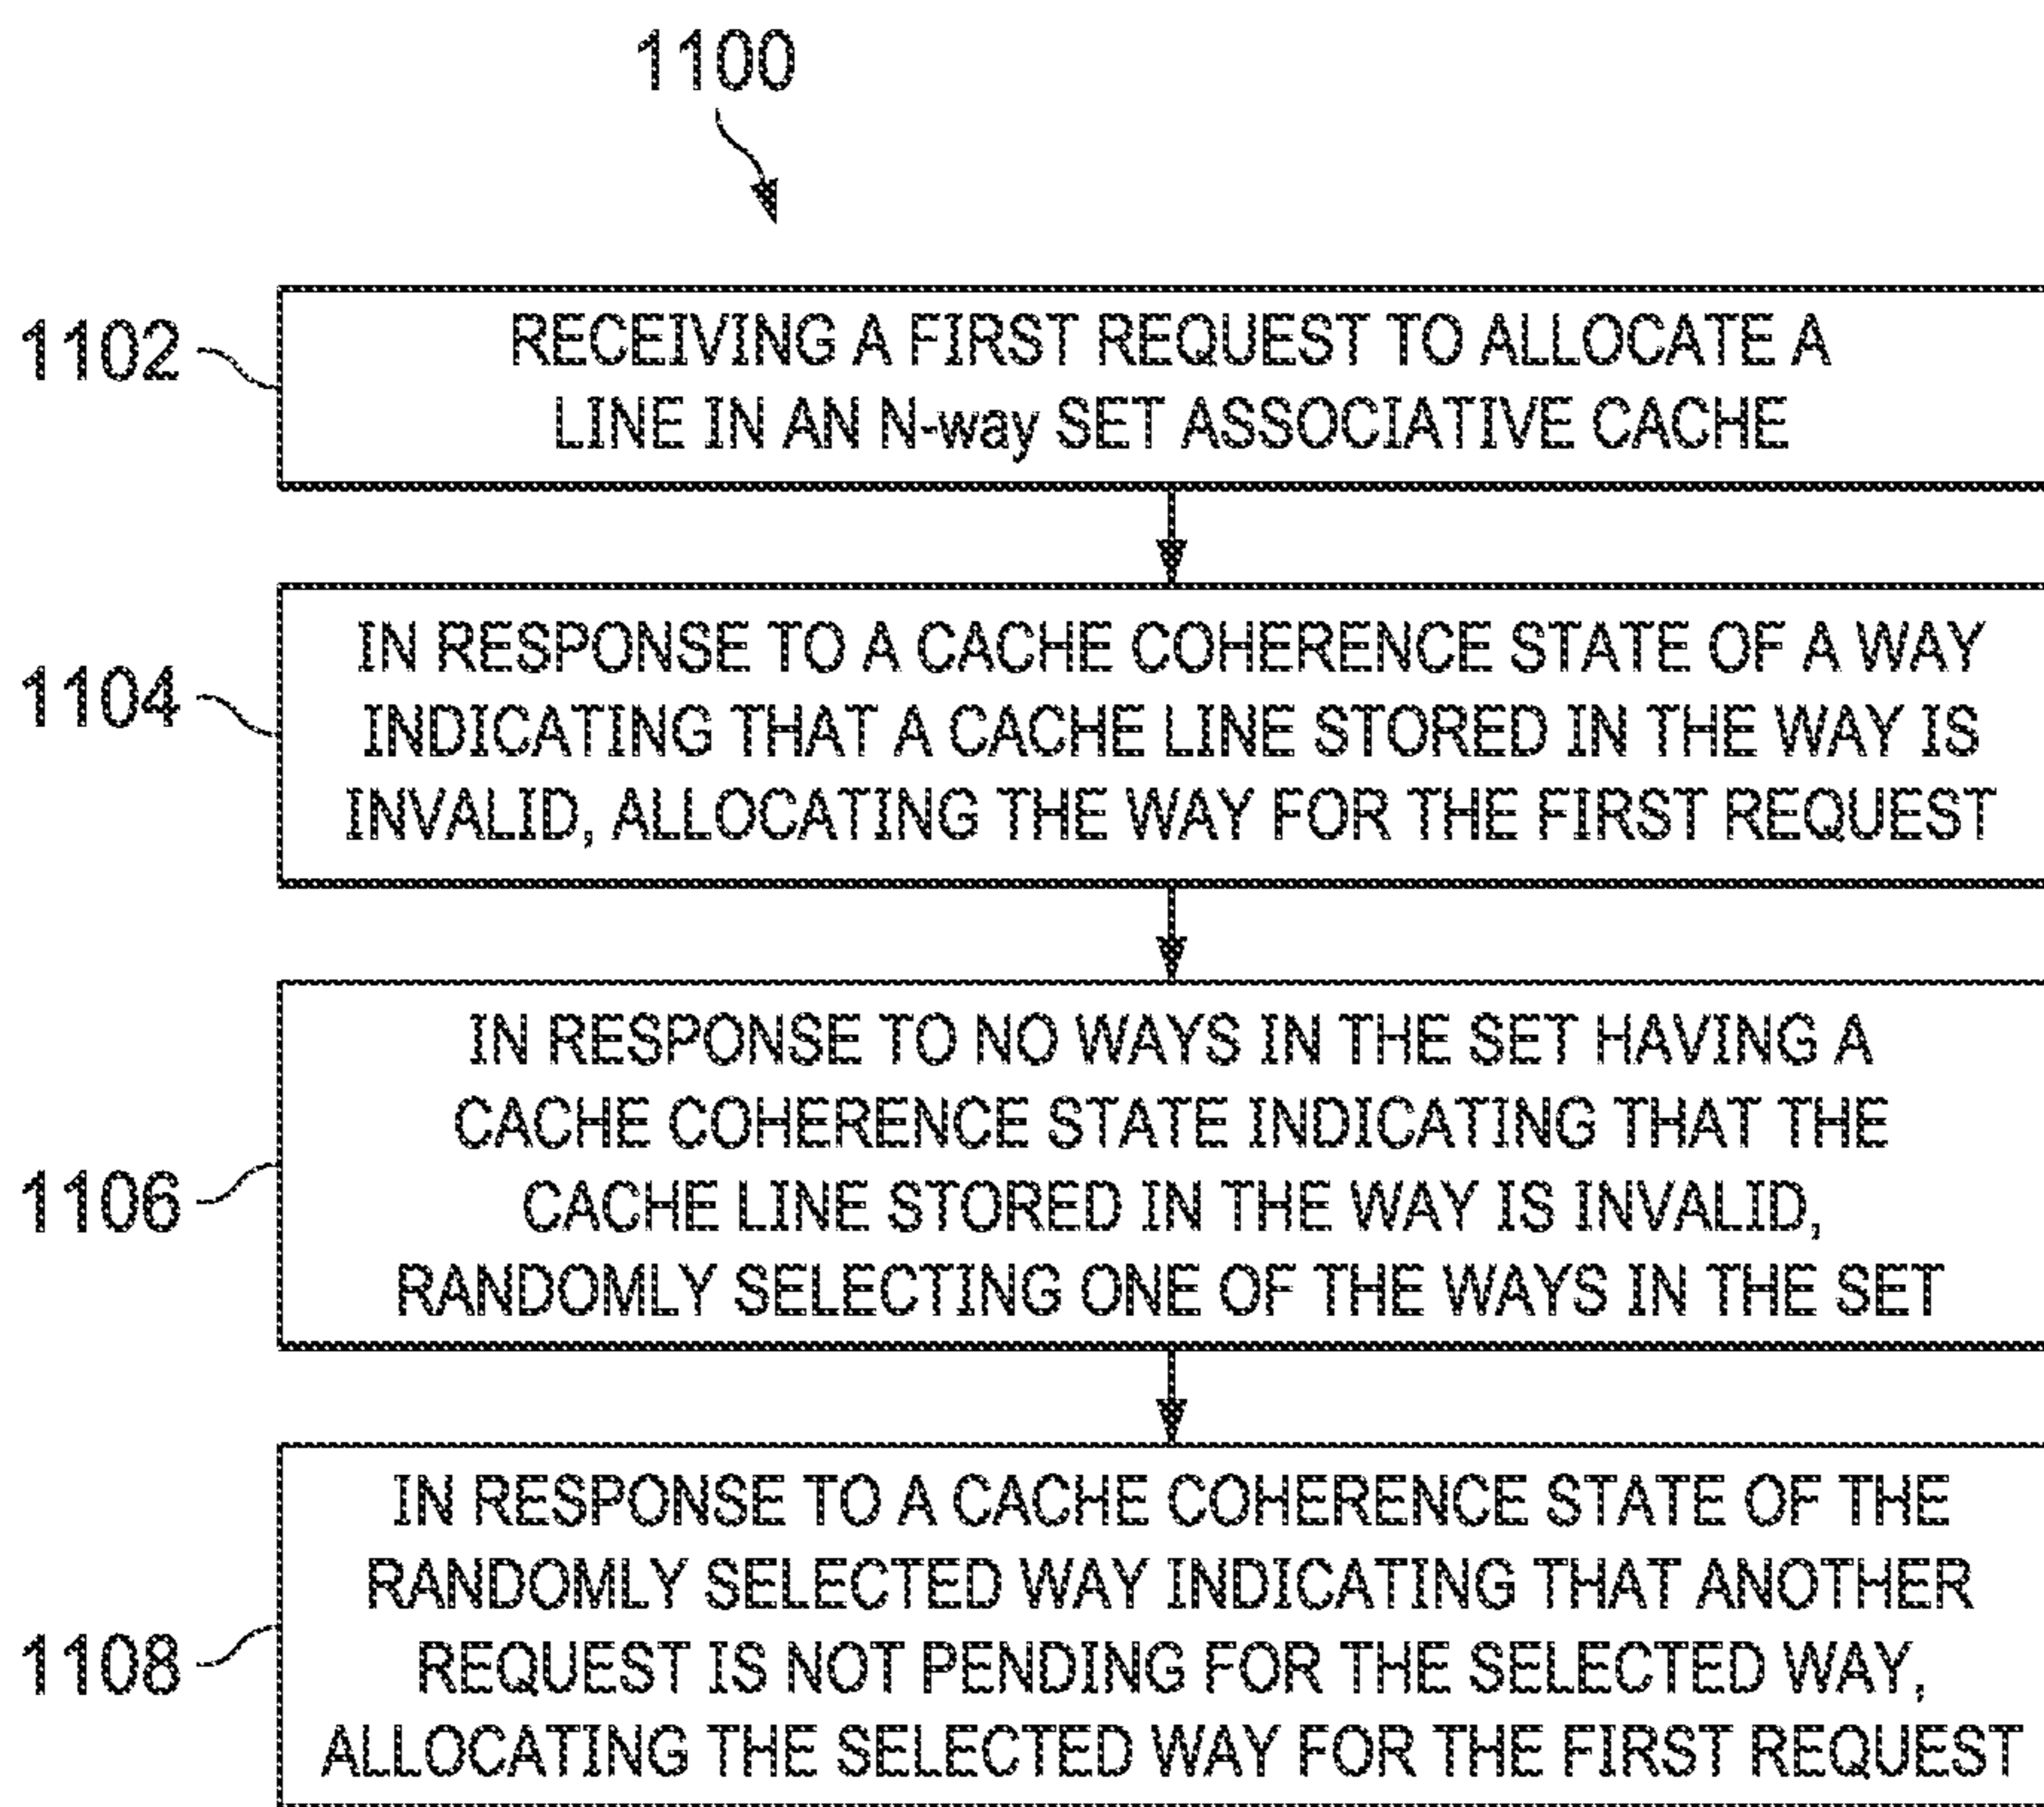 1100
1102
RECEIVING A FIRST REQUEST TO ALLOCATE A
LINE IN AN N-way SET ASSOCIATIVE CACHE
1104
IN RESPONSE TO A CACHE COHERENCE STATE OF A WAY
INDICATING THAT A CACHE LINE STORED IN THE WAY IS
INVALID, ALLOCATING THE WAY FOR THE FIRST REQUEST
1106
IN RESPONSE TO NO WAYS IN THE SET HAVING A
CACHE COHERENCE STATE INDICATING THAT THE
CACHE LINE STORED IN THE WAY IS INVALID,
RANDOMLY SELECTING ONE OF THE WAYS IN THE SET
1108
IN RESPONSE TO A CACHE COHERENCE STATE OF THE
RANDOMLY SELECTED WAY INDICATING THAT ANOTHER
REQUEST IS NOT PENDING FOR THE SELECTED WAY,
ALLOCATING THE SELECTED WAY FOR THE FIRST REQUEST